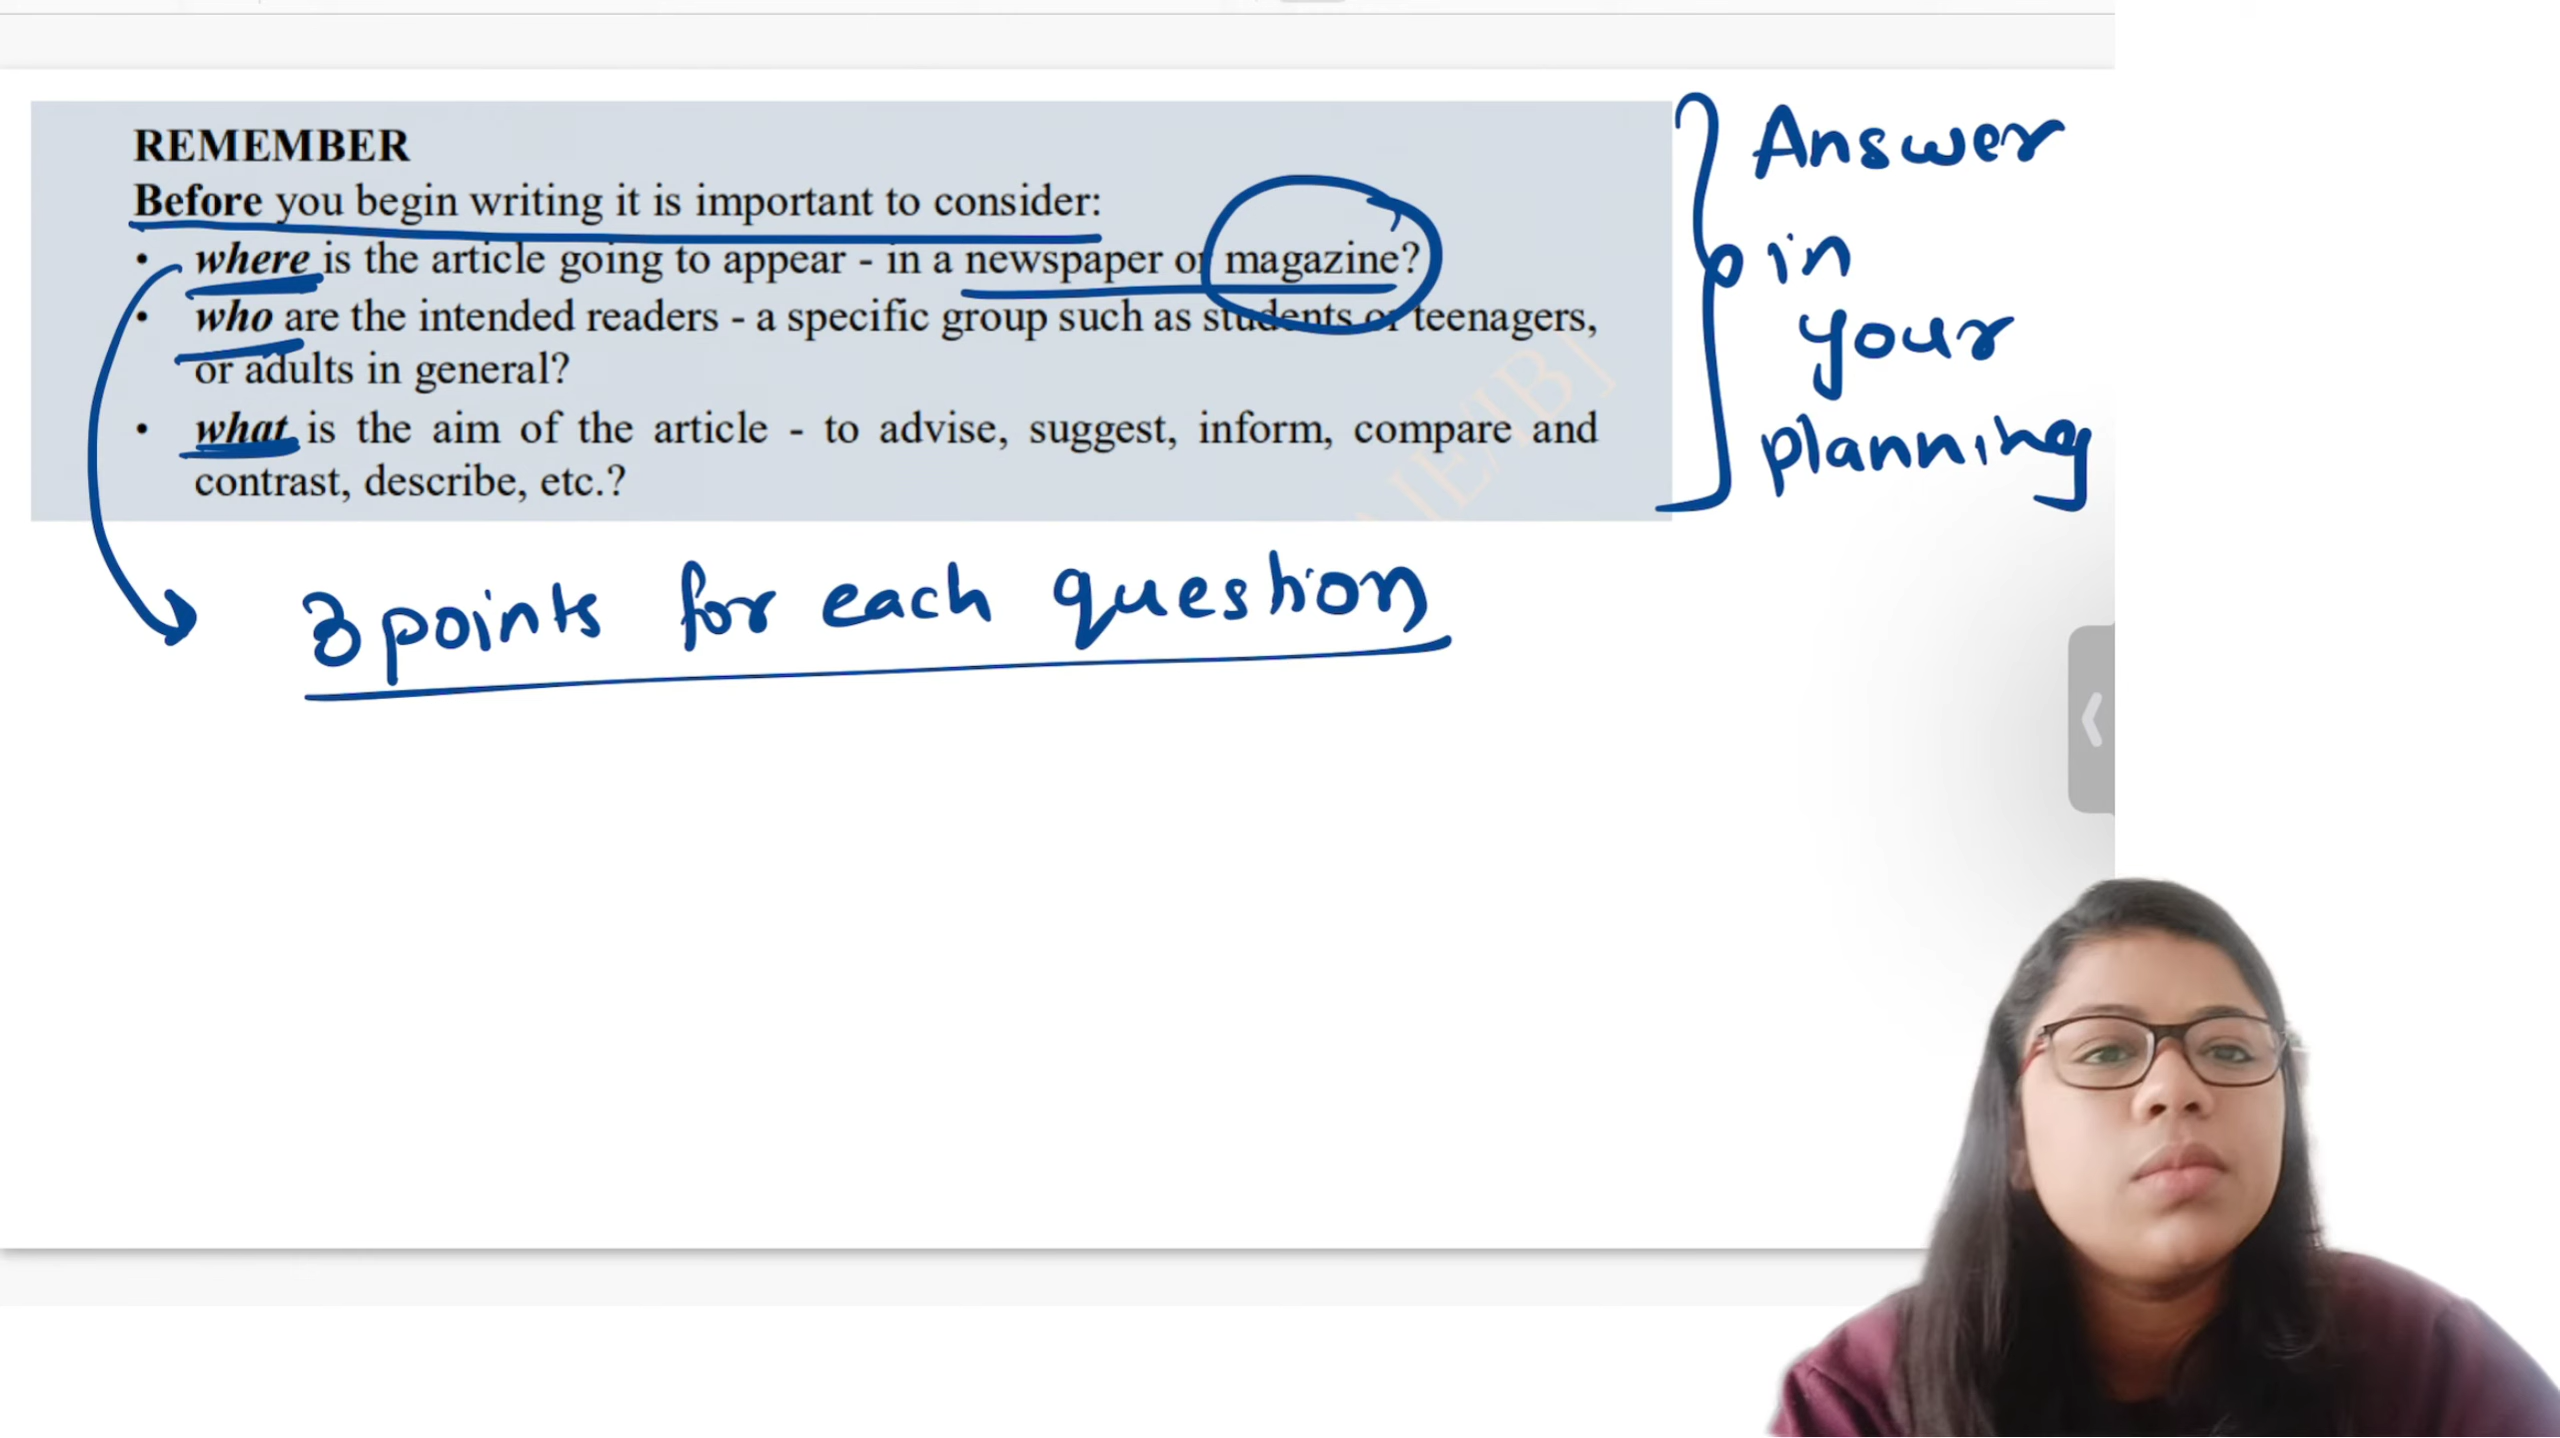 REMEMBER
Before you begin writing it is important to consider:
• where is the article going to appear - in a newspaper or magazine?
• who are the intended readers - a specific group such as students or teenagers,
or adults in general?
• what is the aim of the article - to advise, suggest, inform, compare and
contrast, describe, etc.?
Answer
in
your
planning
3 points for each question